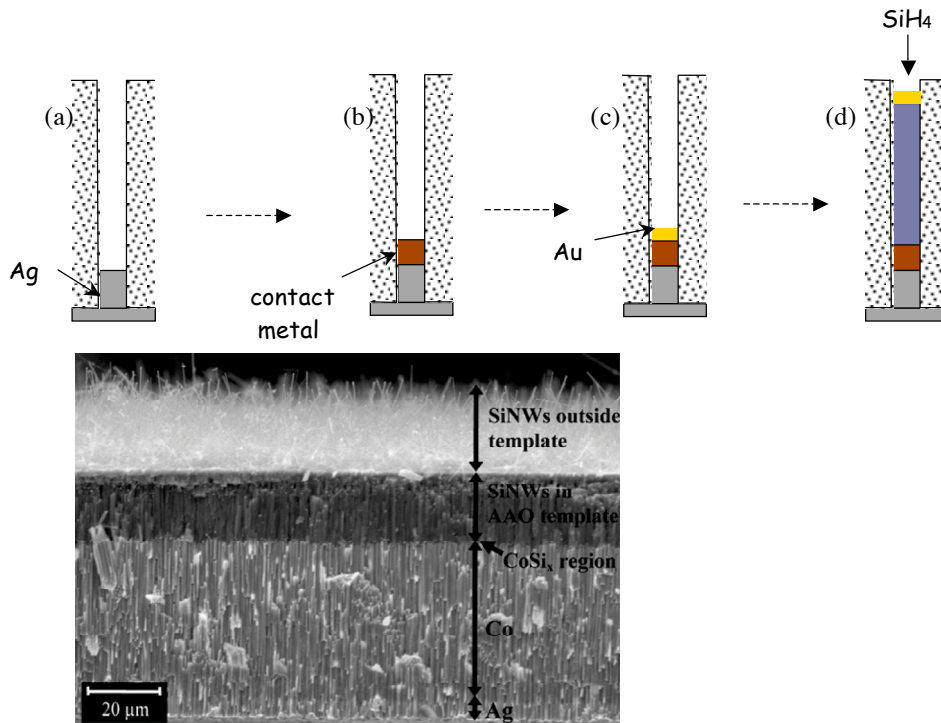 SiH4
(a)
(b)
(c)
(d)
Ag
contact
metal
Au
SiNWs outside
template
SiNWs in
AAO template
CoSiₓ region
Co
Ag
20 μm